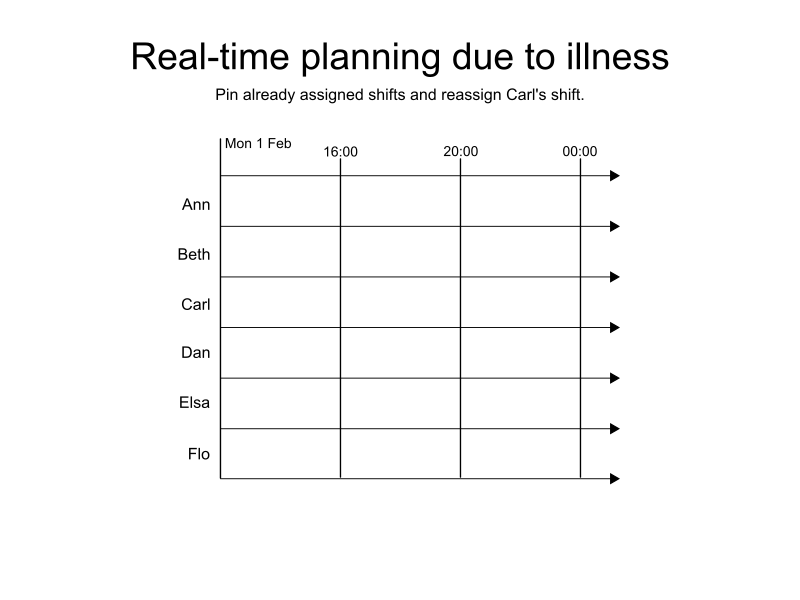 Real-time planning due to illness
Pin already assigned shifts and reassign Carl's shift.
Mon 1 Feb
16:00
20:00
00:00
Ann
Beth
Carl
Dan
Elsa
Flo